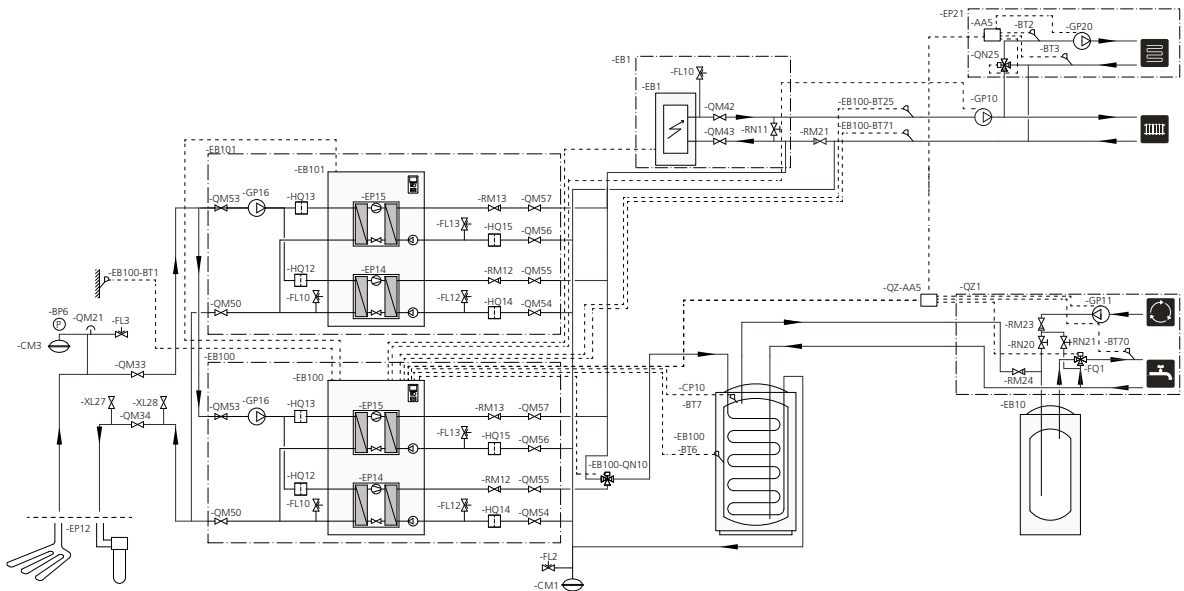 -EP21
-AA5
-BT2
-GP20
-BT3
-QN25
-EB1
-FL10
-EB1
-QM42
-EB100-BT25
-GP10
-RN11
-QM43
-RM21
-EB100-BT71
-EB101
-EB101
-QM53
-GP16
-HQ13
-EP15
-RM13
-QM57
-FL13
-HQ15
-QM56
-HQ12
-EP14
-RM12
-QM55
-FL10
-FL12
-HQ14
-QM54
-QM50
-EB100-BT1
-BP6
P
-QM21
-FL3
-CM3
-QM33
-XL27
-XL28
-QM34
-EB100
-EB100
-QM53
-GP16
-HQ13
-EP15
-RM13
-QM57
-FL13
-HQ15
-QM56
-HQ12
-EP14
-RM12
-QM55
-FL10
-FL12
-HQ14
-QM54
-QM50
-EP12
-EB100-QN10
-FL2
-CM1
-CP10
-BT7
-EB100
-BT6
-QZ-AA5
-QZ1
-GP11
-RM23
-RN20
-RN21
-BT70
-FQ1
-RM24
-EB10